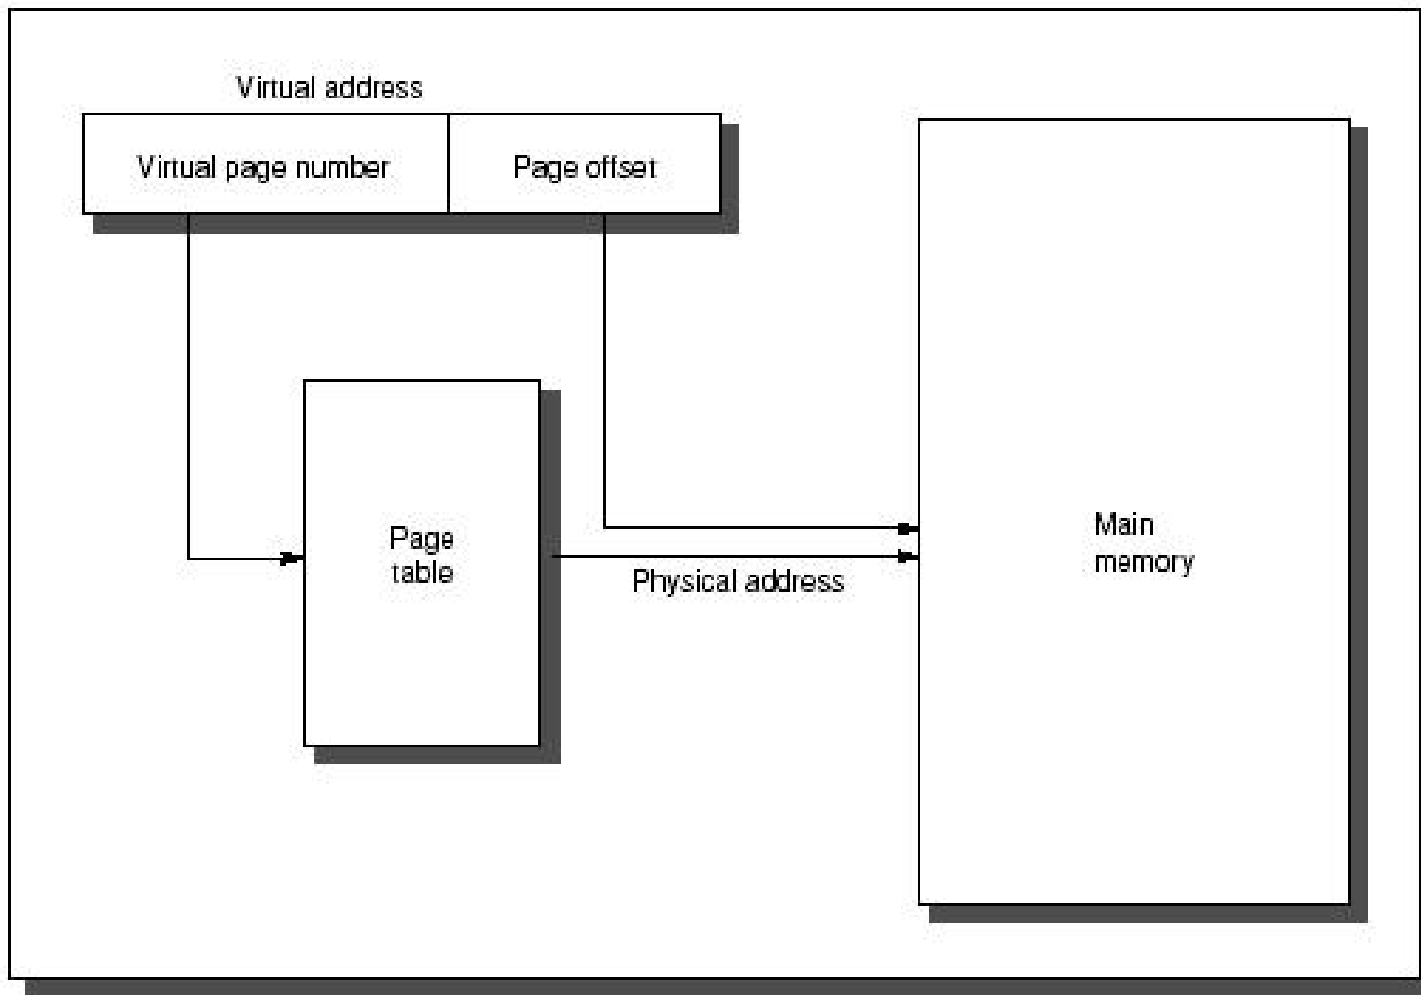 Virtual address
Virtual page number
Page offset
Page
table
Physical address
Main
memory